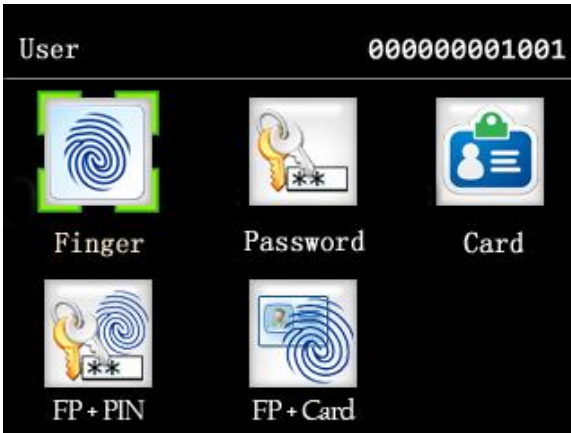 User 000000001001
**
Finger Password Card
**
FP+PIN FP+Card